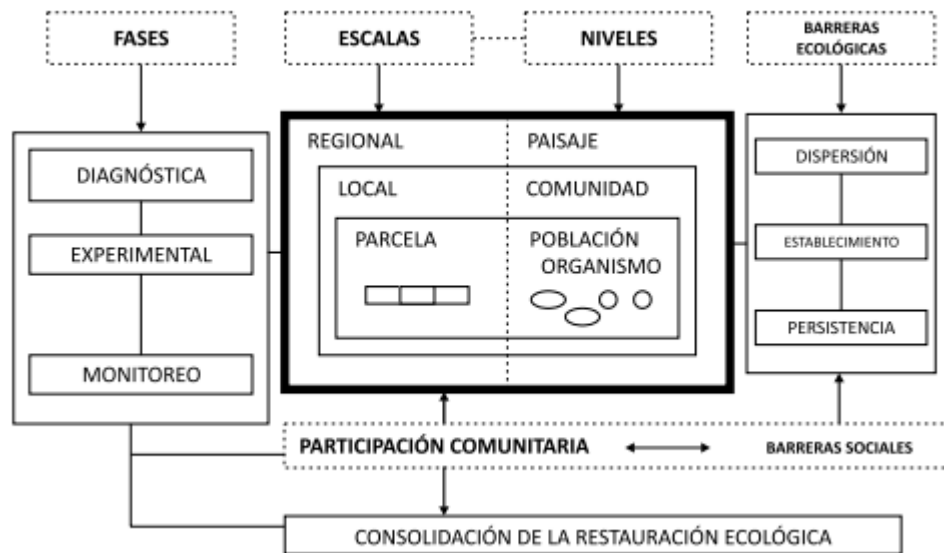 FASES
ESCALAS
NIVELES
BARRERAS
ECOLÓGICAS
DIAGNÓSTICA
EXPERIMENTAL
MONITOREO
REGIONAL
PAISAJE
LOCAL
COMUNIDAD
PARCELA
POBLACIÓN
ORGANISMO
DISPERSIÓN
ESTABLECIMIENTO
PERSISTENCIA
PARTICIPACIÓN COMUNITARIA
BARRERAS SOCIALES
CONSOLIDACIÓN DE LA RESTAURACIÓN ECOLÓGICA